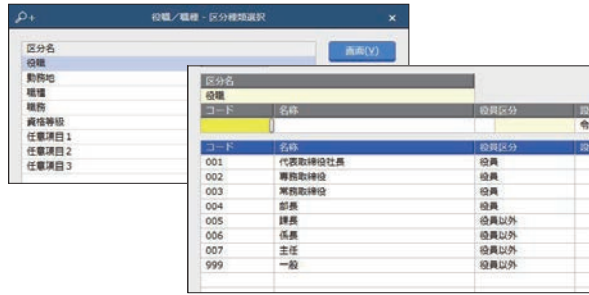 役職／職種 - 区分種類選択
×
区分名
画面(V)
役職
勤務地
職種
職務
資格等級
任意項目1
任意項目2
任意項目3
区分名
役職
コード 名称 役員区分
コード 名称 役員区分
001 代表取締役社長 役員
002 専務取締役 役員
003 常務取締役 役員
004 部長 役員
005 課長 役員以外
006 係長 役員以外
007 主任 役員以外
999 一般 役員以外